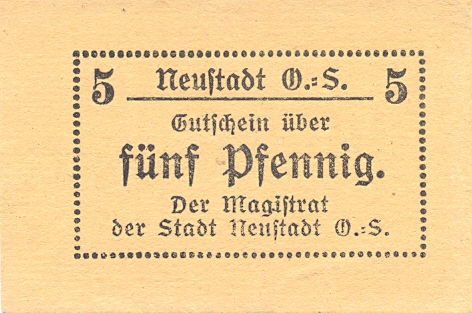 5 Neuſtadt O.=S. 5
Gutſchein über
fünf Pfennig.
Der Magiſtrat
der Stadt Neuſtadt O.=S.